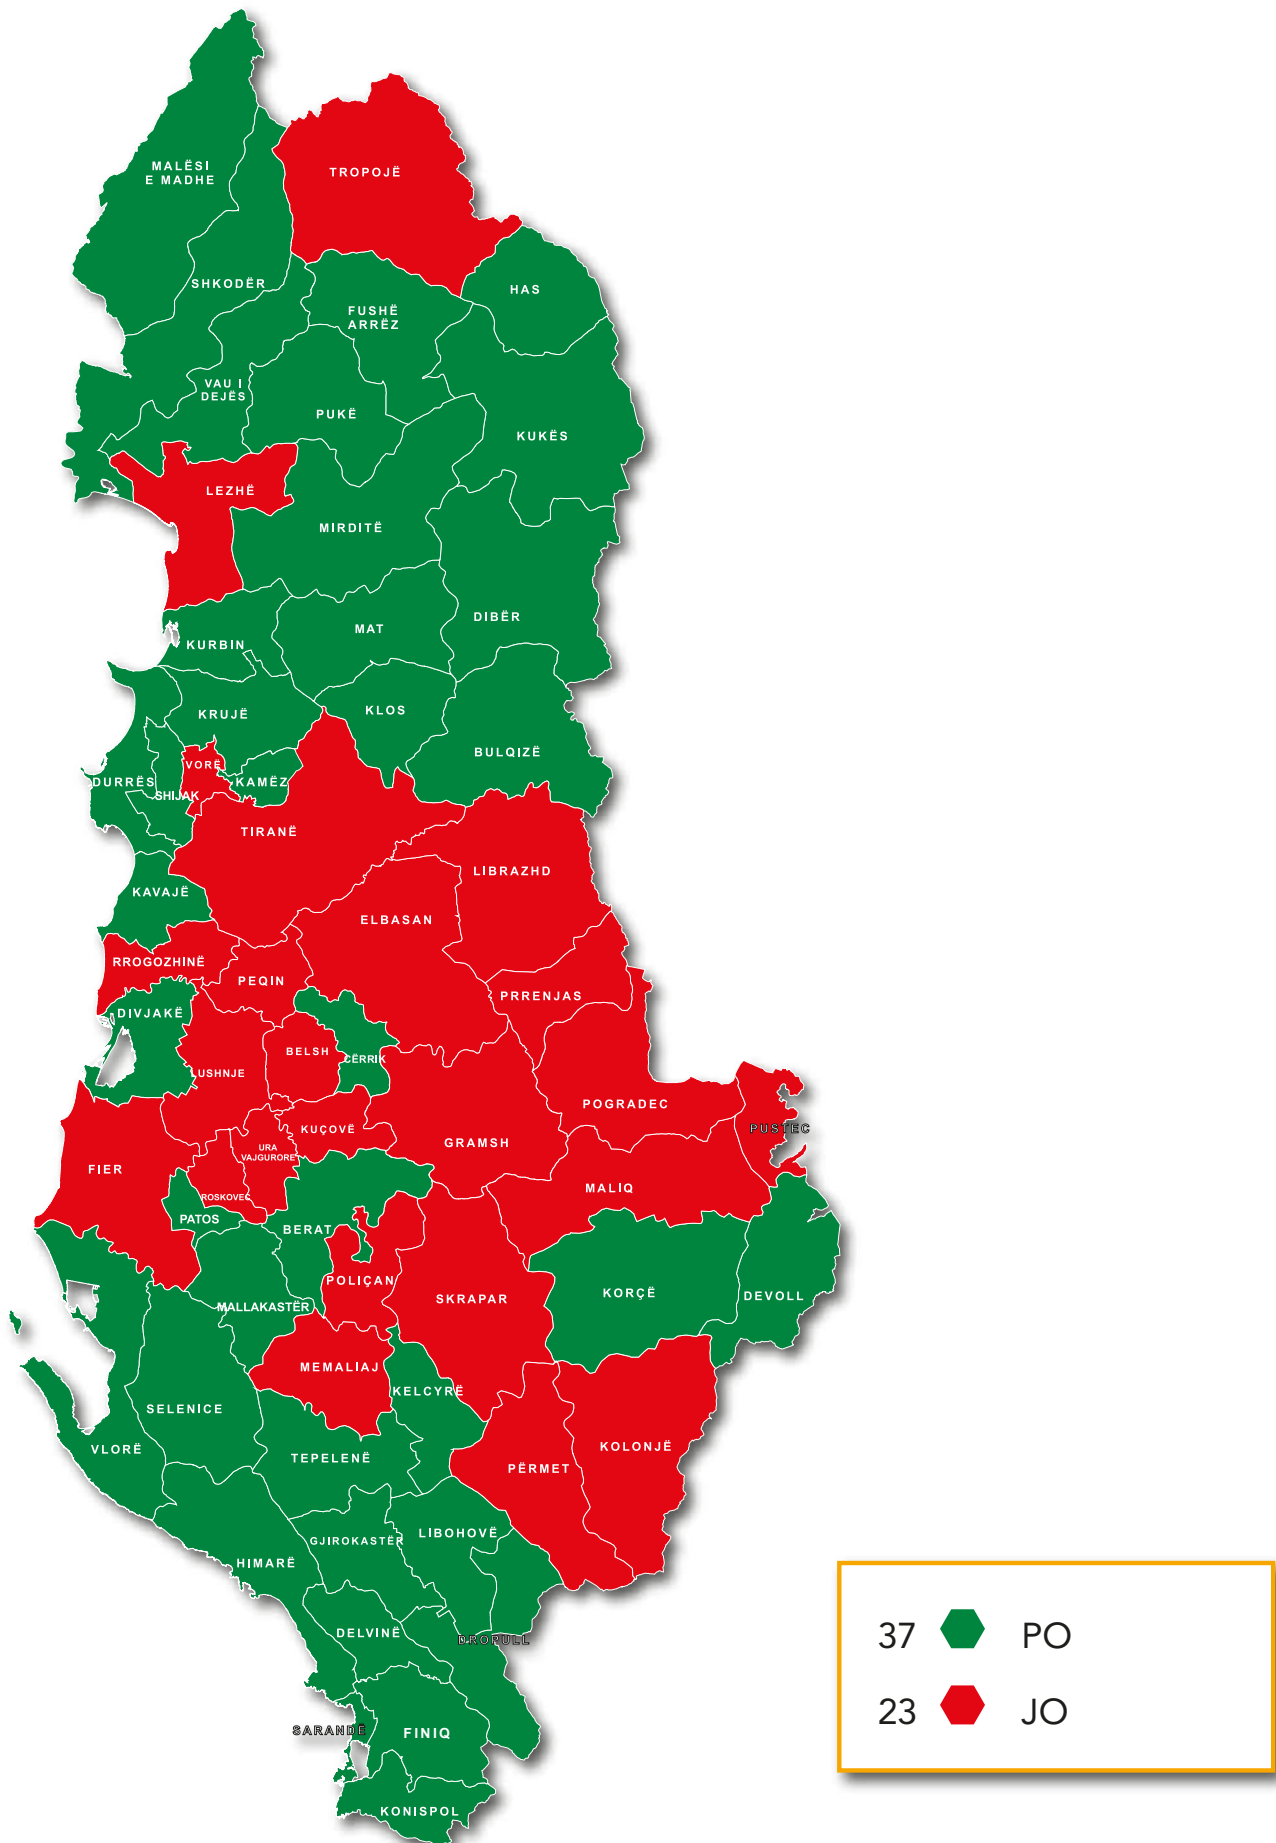 MALËSI
E MADHE
TROPOJË
SHKODËR
HAS
FUSHË
ARRËZ
VAU I
DEJËS
PUKË
KUKËS
LEZHË
MIRDITË
DIBËR
MAT
KURBIN
KLOS
KRUJË
BULQIZË
VORË
DURRËS
KAMËZ
SHIJAK
TIRANË
LIBRAZHD
KAVAJË
ELBASAN
RROGOZHINË
PEQIN
PRRENJAS
DIVJAKË
BELSH
CËRRIK
LUSHNJE
POGRADEC
PUSTEC
KUÇOVË
GRAMSH
URA
VAJGURORE
FIER
MALIQ
ROSKOVEC
PATOS
BERAT
POLIÇAN
KORÇË
DEVOLL
SKRAPAR
MALLAKASTËR
MEMALIAJ
KELCYRË
SELENICE
VLORË
KOLONJË
TEPELENË
PËRMET
LIBOHOVË
GJIROKASTËR
HIMARË
DELVINË
DROPULL
SARANDË
FINIQ
KONISPOL
37 PO
23 JO